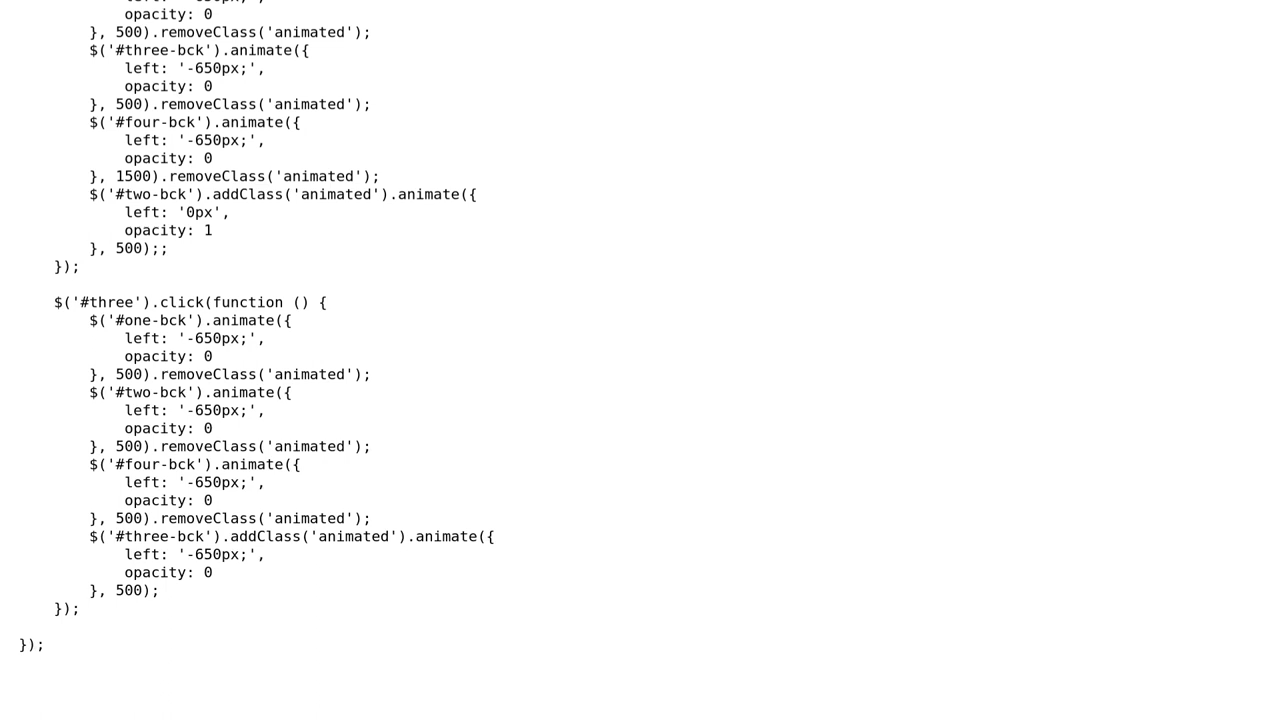 left: '-650px;',
opacity: 0
}, 500).removeClass('animated');
$('#three-bck').animate({
left: '-650px;',
opacity: 0
}, 500).removeClass('animated');
$('#four-bck').animate({
left: '-650px;',
opacity: 0
}, 1500).removeClass('animated');
$('#two-bck').addClass('animated').animate({
left: '0px',
opacity: 1
}, 500);;
});
$('#three').click(function () {
$('#one-bck').animate({
left: '-650px;',
opacity: 0
}, 500).removeClass('animated');
$('#two-bck').animate({
left: '-650px;',
opacity: 0
}, 500).removeClass('animated');
$('#four-bck').animate({
left: '-650px;',
opacity: 0
}, 500).removeClass('animated');
$('#three-bck').addClass('animated').animate({
left: '-650px;',
opacity: 0
}, 500);
});
});